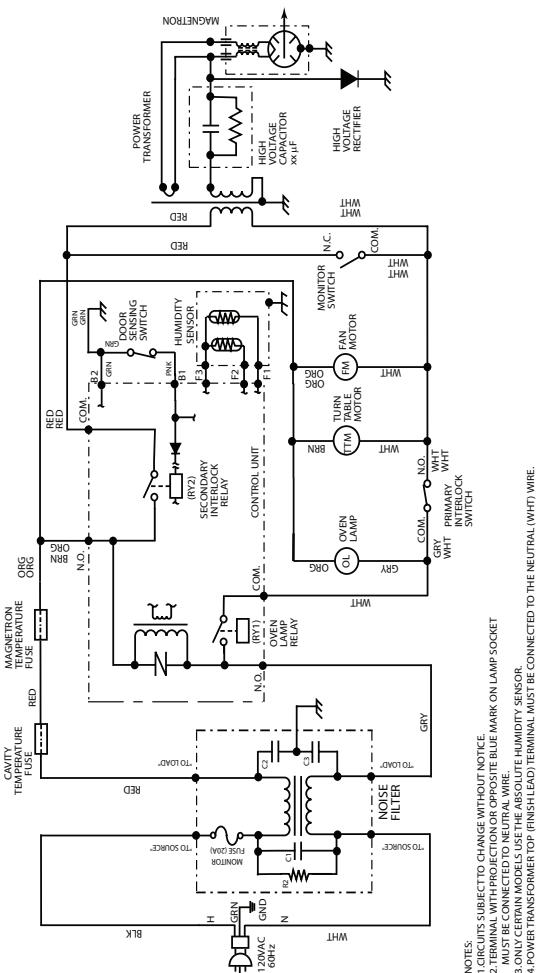 120VAC
60Hz
H
GRN
GND
N
BLK
WHT
NOISE
FILTER
MONITOR
FUSE (20A)
"TO SOURCE"
"TO SOURCE"
"TO LOAD"
"TO LOAD"
R2
C1
C2
C3
RED
GRY
CAVITY
TEMPERATURE
FUSE
RED
MAGNETRON
TEMPERATURE
FUSE
ORG
ORG
BRN
ORG
N.O.
N.O.
COM.
(RY1)
OVEN
LAMP
RELAY
WHT
RED
RED
COM.
(RY2)
SECONDARY
INTERLOCK
RELAY
CONTROL UNIT
B2
GRN
GRN
GRN
GRN
DOOR
SENSING
SWITCH
PNK
B1
HUMIDITY
SENSOR
F3
F2
F1
ORG
OL
OVEN
LAMP
GRY
GRY
WHT
COM.
N.O.
WHT
WHT
PRIMARY
INTERLOCK
SWITCH
BRN
TTM
TURN
TABLE
MOTOR
WHT
ORG
ORG
FM
FAN
MOTOR
WHT
RED
N.C.
COM.
MONITOR
SWITCH
WHT
WHT
RED
WHT
WHT
POWER
TRANSFORMER
HIGH
VOLTAGE
CAPACITOR
xx µF
HIGH
VOLTAGE
RECTIFIER
MAGNETRON
NOTES:
1.CIRCUITS SUBJECT TO CHANGE WITHOUT NOTICE.
2. TERMINAL WITH PROJECTION OR OPPOSITE BLUE MARK ON LAMP SOCKET
MUST BE CONNECTED TO NEUTRAL WIRE.
3. ONLY CERTAIN MODELS USE THE ABSOLUTE HUMIDITY SENSOR.
4. POWER TRANSFORMER TOP (FINISH LEAD) TERMINAL MUST BE CONNECTED TO THE NEUTRAL (WHT) WIRE.